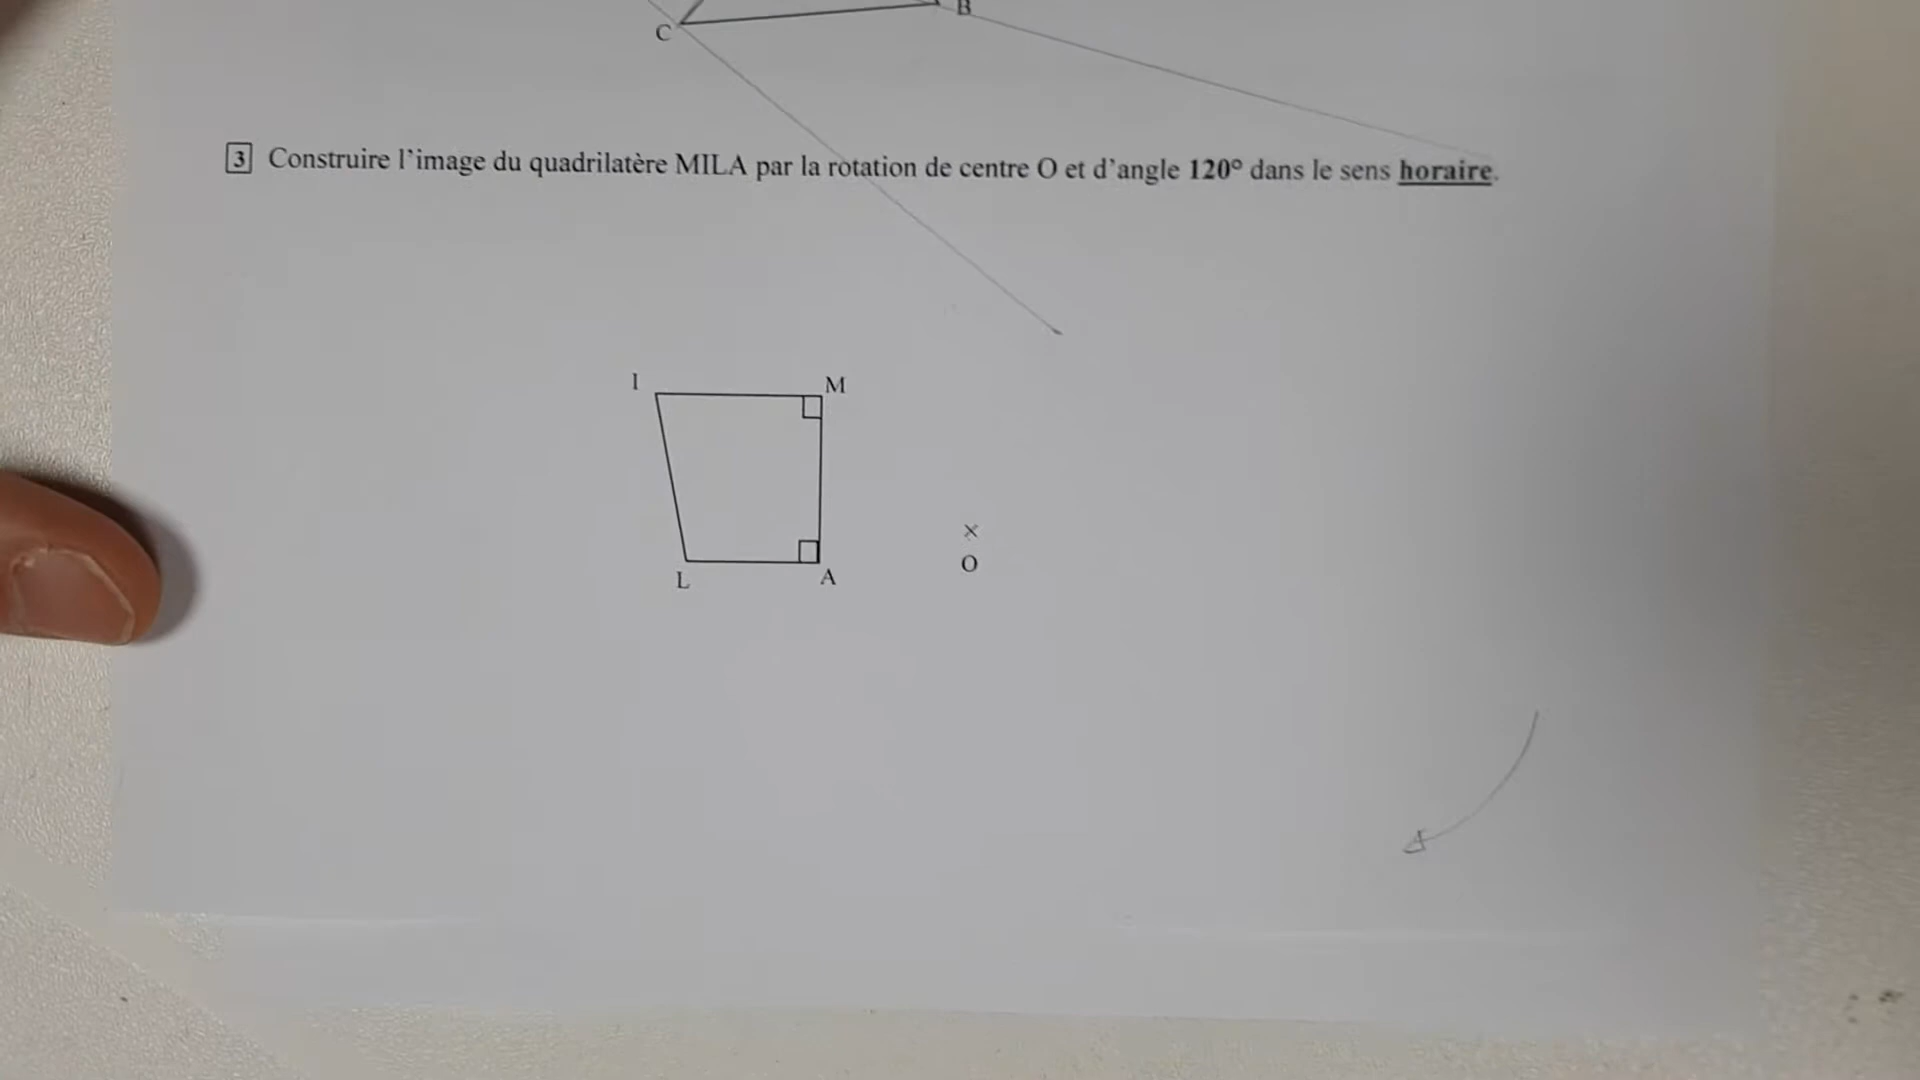 C
B
3 Construire l'image du quadrilatère MILA par la rotation de centre O et d'angle 120° dans le sens horaire.
I
M
O
L
A